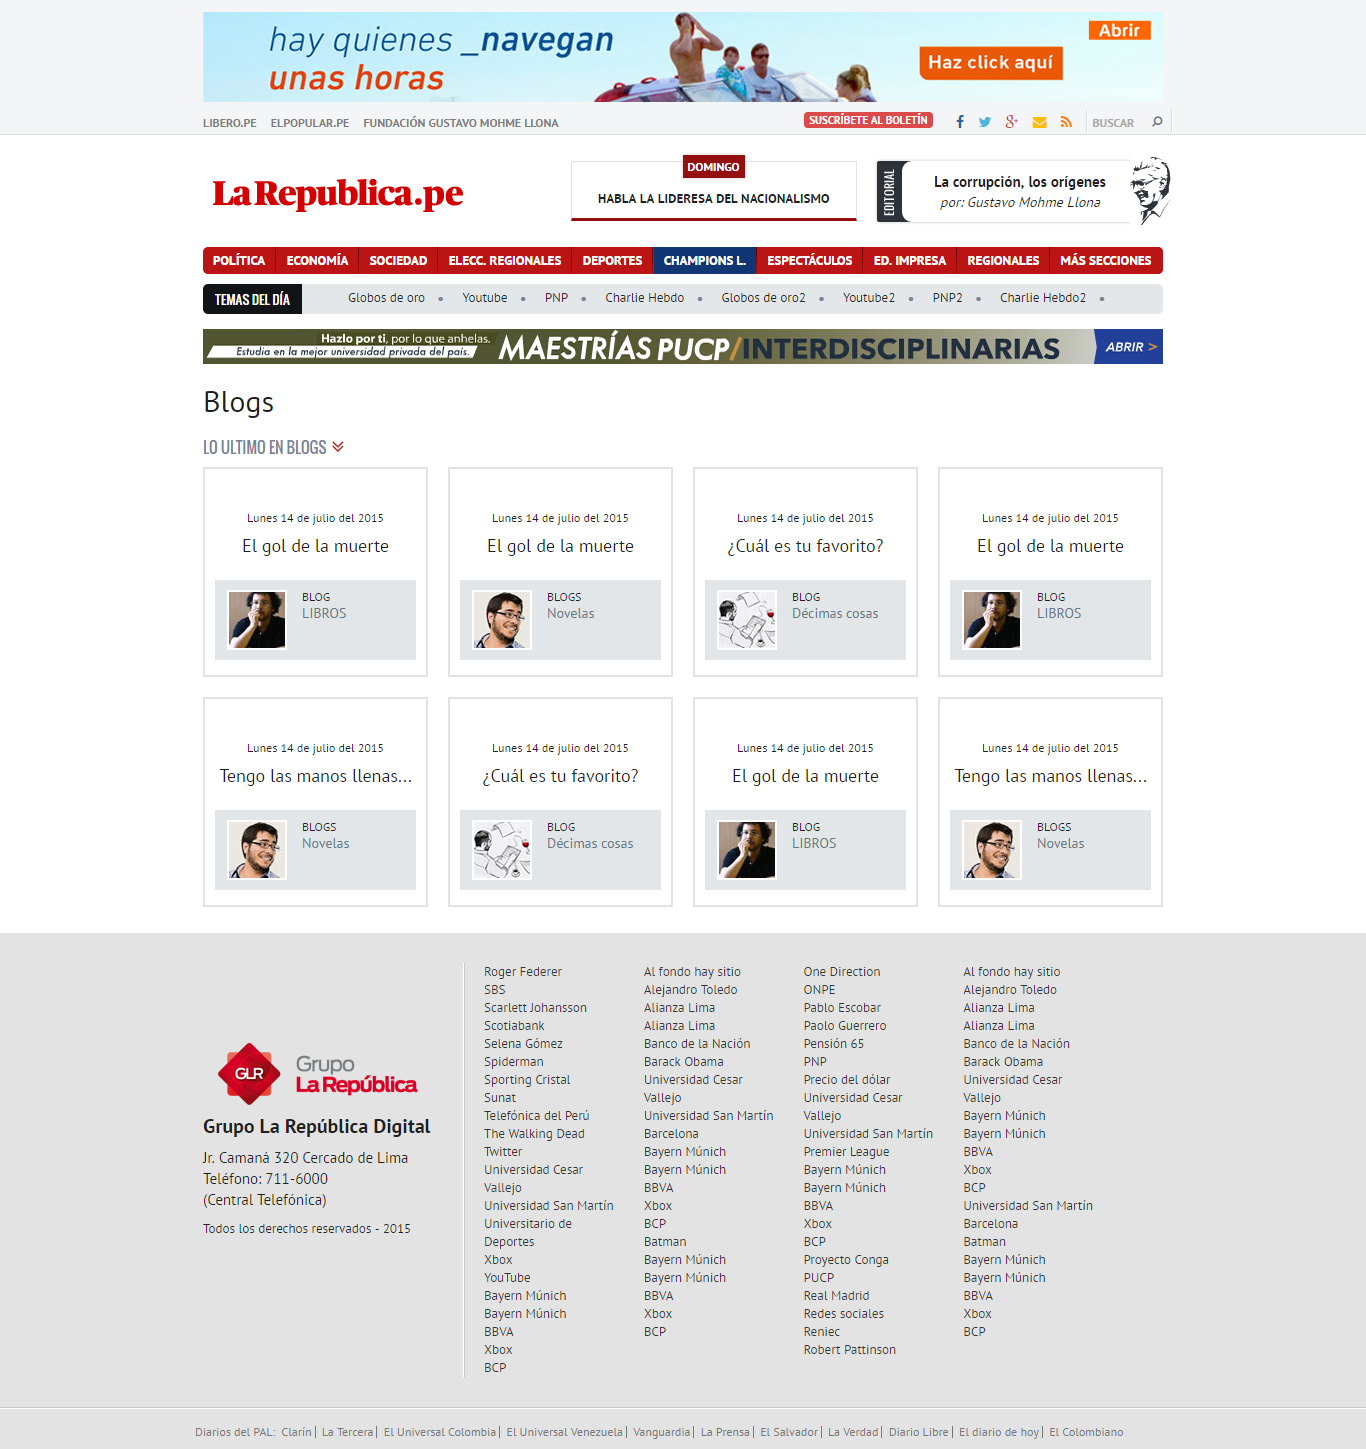 hay quienes _navegan
unas horas
Abrir
Haz click aquí
LIBERO.PE ELPOPULAR.PE FUNDACIÓN GUSTAVO MOHME LLONA
SUSCRÍBETE AL BOLETÍN
BUSCAR
LaRepublica.pe
DOMINGO
HABLA LA LIDERESA DEL NACIONALISMO
EDITORIAL
La corrupción, los orígenes
por: Gustavo Mohme Llona
POLÍTICA ECONOMÍA SOCIEDAD ELECC. REGIONALES DEPORTES CHAMPIONS L. ESPECTÁCULOS ED. IMPRESA REGIONALES MÁS SECCIONES
TEMAS DEL DÍA Globos de oro • Youtube • PNP • Charlie Hebdo • Globos de oro2 • Youtube2 • PNP2 • Charlie Hebdo2 •
Hazlo por ti, por lo que anhelas.
Estudia en la mejor universidad privada del país.
MAESTRÍAS PUCP/INTERDISCIPLINARIAS
ABRIR >
Blogs
LO ULTIMO EN BLOGS
Lunes 14 de julio del 2015
El gol de la muerte
BLOG
LIBROS
Lunes 14 de julio del 2015
El gol de la muerte
BLOGS
Novelas
Lunes 14 de julio del 2015
¿Cuál es tu favorito?
BLOG
Décimas cosas
Lunes 14 de julio del 2015
El gol de la muerte
BLOG
LIBROS
Lunes 14 de julio del 2015
Tengo las manos llenas...
BLOGS
Novelas
Lunes 14 de julio del 2015
¿Cuál es tu favorito?
BLOG
Décimas cosas
Lunes 14 de julio del 2015
El gol de la muerte
BLOG
LIBROS
Lunes 14 de julio del 2015
Tengo las manos llenas...
BLOGS
Novelas
GLR
Grupo
La República
Grupo La República Digital
Jr. Camaná 320 Cercado de Lima
Teléfono: 711-6000
(Central Telefónica)
Todos los derechos reservados - 2015
Roger Federer
SBS
Scarlett Johansson
Scotiabank
Selena Gómez
Spiderman
Sporting Cristal
Sunat
Telefónica del Perú
The Walking Dead
Twitter
Universidad Cesar
Vallejo
Universidad San Martín
Universitario de
Deportes
Xbox
YouTube
Bayern Múnich
Bayern Múnich
BBVA
Xbox
BCP
Al fondo hay sitio
Alejandro Toledo
Alianza Lima
Alianza Lima
Banco de la Nación
Barack Obama
Universidad Cesar
Vallejo
Universidad San Martín
Barcelona
Bayern Múnich
Bayern Múnich
BBVA
Xbox
BCP
Batman
Bayern Múnich
Bayern Múnich
BBVA
Xbox
BCP
One Direction
ONPE
Pablo Escobar
Paolo Guerrero
Pensión 65
PNP
Precio del dólar
Universidad Cesar
Vallejo
Universidad San Martín
Premier League
Bayern Múnich
Bayern Múnich
BBVA
Xbox
BCP
Proyecto Conga
PUCP
Real Madrid
Redes sociales
Reniec
Robert Pattinson
Al fondo hay sitio
Alejandro Toledo
Alianza Lima
Alianza Lima
Banco de la Nación
Barack Obama
Universidad Cesar
Vallejo
Bayern Múnich
Bayern Múnich
BBVA
Xbox
BCP
Universidad San Martín
Barcelona
Batman
Bayern Múnich
Bayern Múnich
BBVA
Xbox
BCP
Diarios del PAL: Clarín | La Tercera | El Universal Colombia | El Universal Venezuela | Vanguardia | La Prensa | El Salvador | La Verdad | Diario Libre | El diario de hoy | El Colombiano